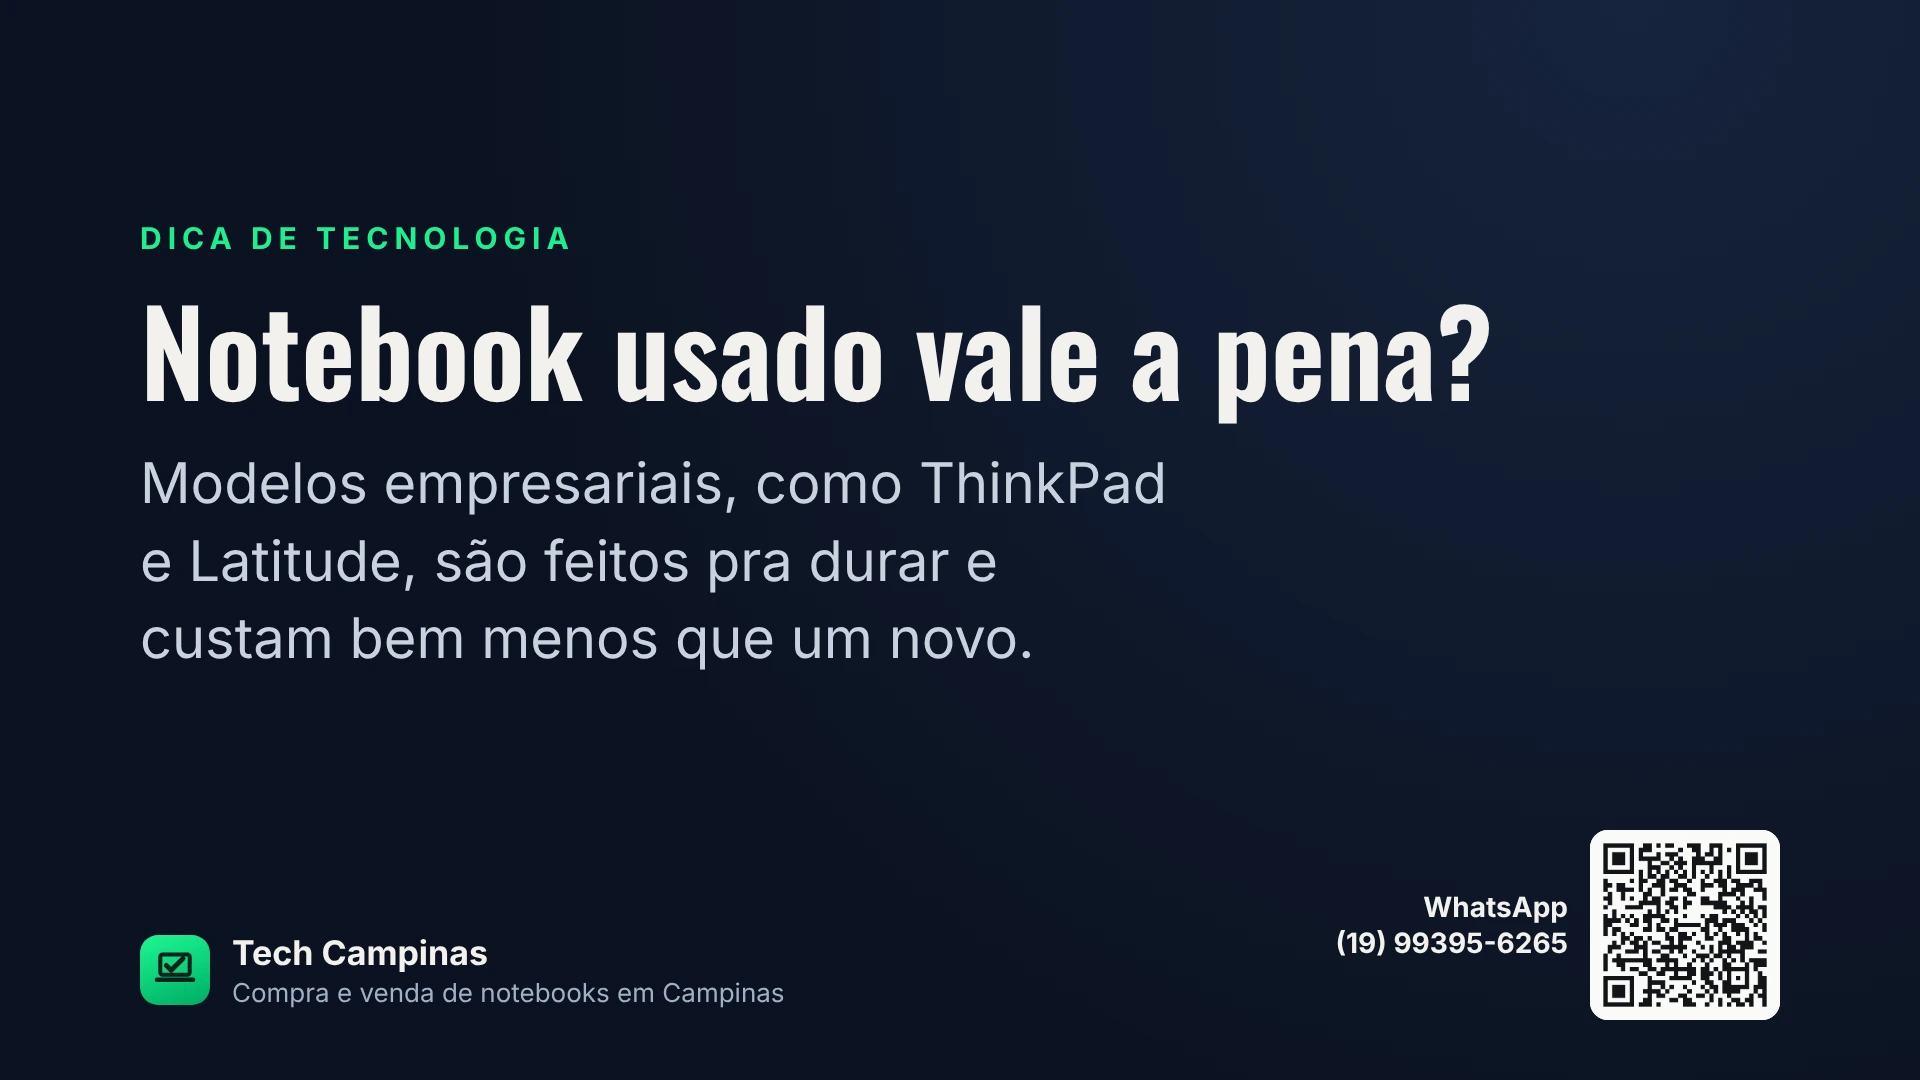 DICA DE TECNOLOGIA
Notebook usado vale a pena?
Modelos empresariais, como ThinkPad
e Latitude, são feitos pra durar e
custam bem menos que um novo.
WhatsApp
(19) 99395-6265
Tech Campinas
Compra e venda de notebooks em Campinas